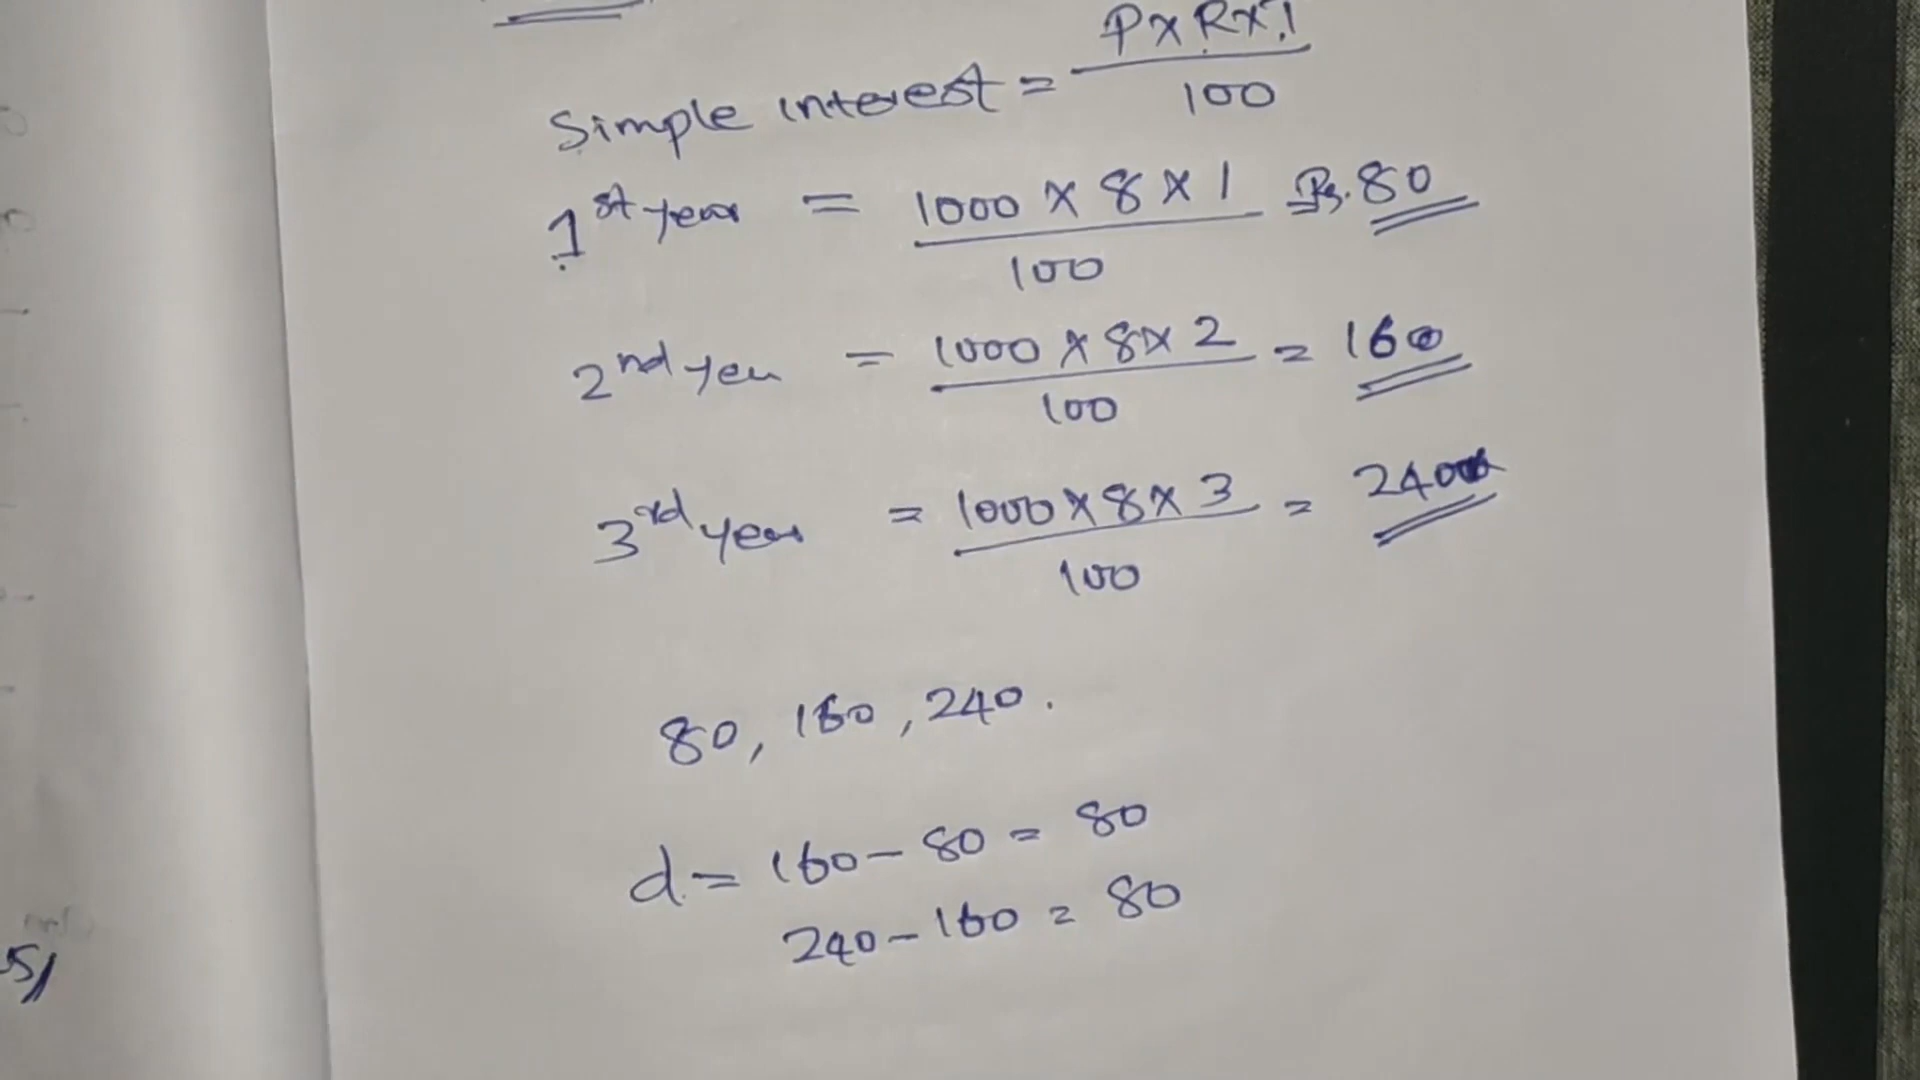 Simple interest = P x R x T / 100
1st year = 1000 x 8 x 1 / 100 Rs. 80
2nd year = 1000 x 8 x 2 / 100 = 160
3rd year = 1000 x 8 x 3 / 100 = 240
80, 160, 240.
d = 160 - 80 = 80
240 - 160 = 80
5/